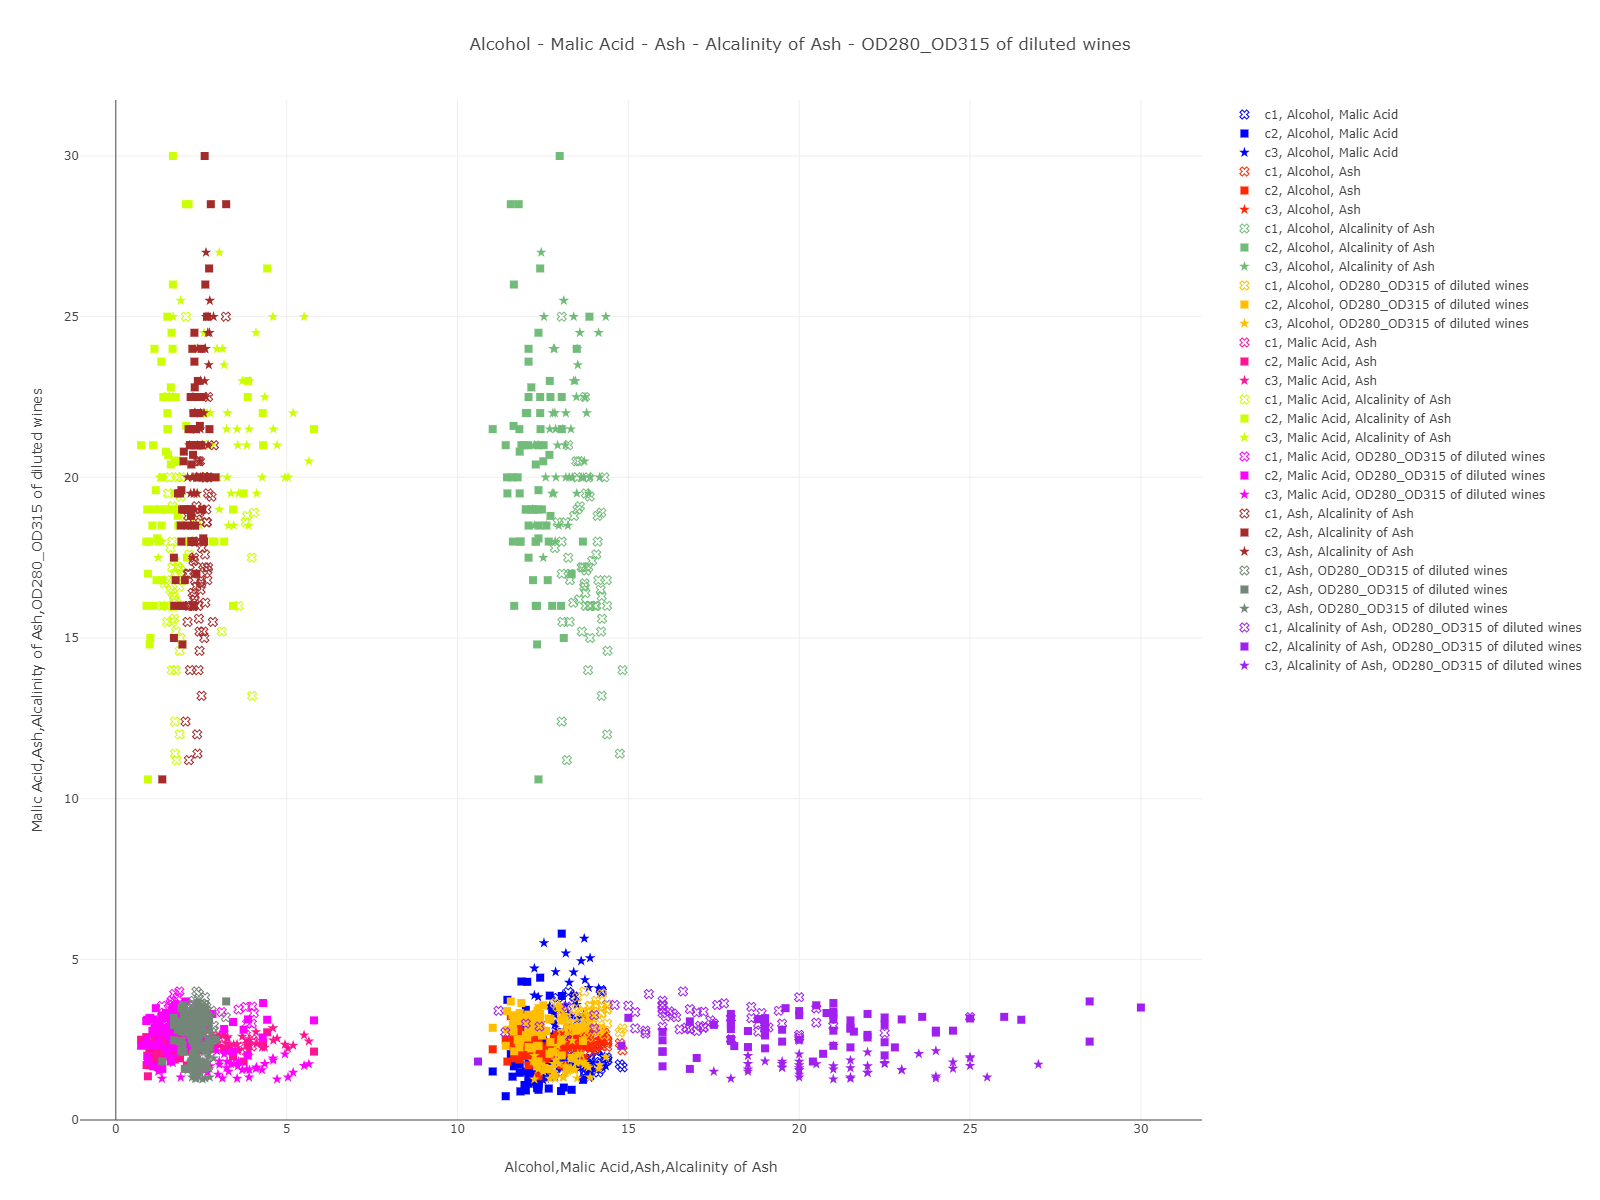 Alcohol - Malic Acid - Ash - Alcalinity of Ash - OD280_OD315 of diluted wines
Malic Acid,Ash,Alcalinity of Ash,OD280_OD315 of diluted wines
30
25
20
15
10
5
0
0
5
10
15
20
25
30
Alcohol,Malic Acid,Ash,Alcalinity of Ash
c1, Alcohol, Malic Acid
c2, Alcohol, Malic Acid
c3, Alcohol, Malic Acid
c1, Alcohol, Ash
c2, Alcohol, Ash
c3, Alcohol, Ash
c1, Alcohol, Alcalinity of Ash
c2, Alcohol, Alcalinity of Ash
c3, Alcohol, Alcalinity of Ash
c1, Alcohol, OD280_OD315 of diluted wines
c2, Alcohol, OD280_OD315 of diluted wines
c3, Alcohol, OD280_OD315 of diluted wines
c1, Malic Acid, Ash
c2, Malic Acid, Ash
c3, Malic Acid, Ash
c1, Malic Acid, Alcalinity of Ash
c2, Malic Acid, Alcalinity of Ash
c3, Malic Acid, Alcalinity of Ash
c1, Malic Acid, OD280_OD315 of diluted wines
c2, Malic Acid, OD280_OD315 of diluted wines
c3, Malic Acid, OD280_OD315 of diluted wines
c1, Ash, Alcalinity of Ash
c2, Ash, Alcalinity of Ash
c3, Ash, Alcalinity of Ash
c1, Ash, OD280_OD315 of diluted wines
c2, Ash, OD280_OD315 of diluted wines
c3, Ash, OD280_OD315 of diluted wines
c1, Alcalinity of Ash, OD280_OD315 of diluted wines
c2, Alcalinity of Ash, OD280_OD315 of diluted wines
c3, Alcalinity of Ash, OD280_OD315 of diluted wines